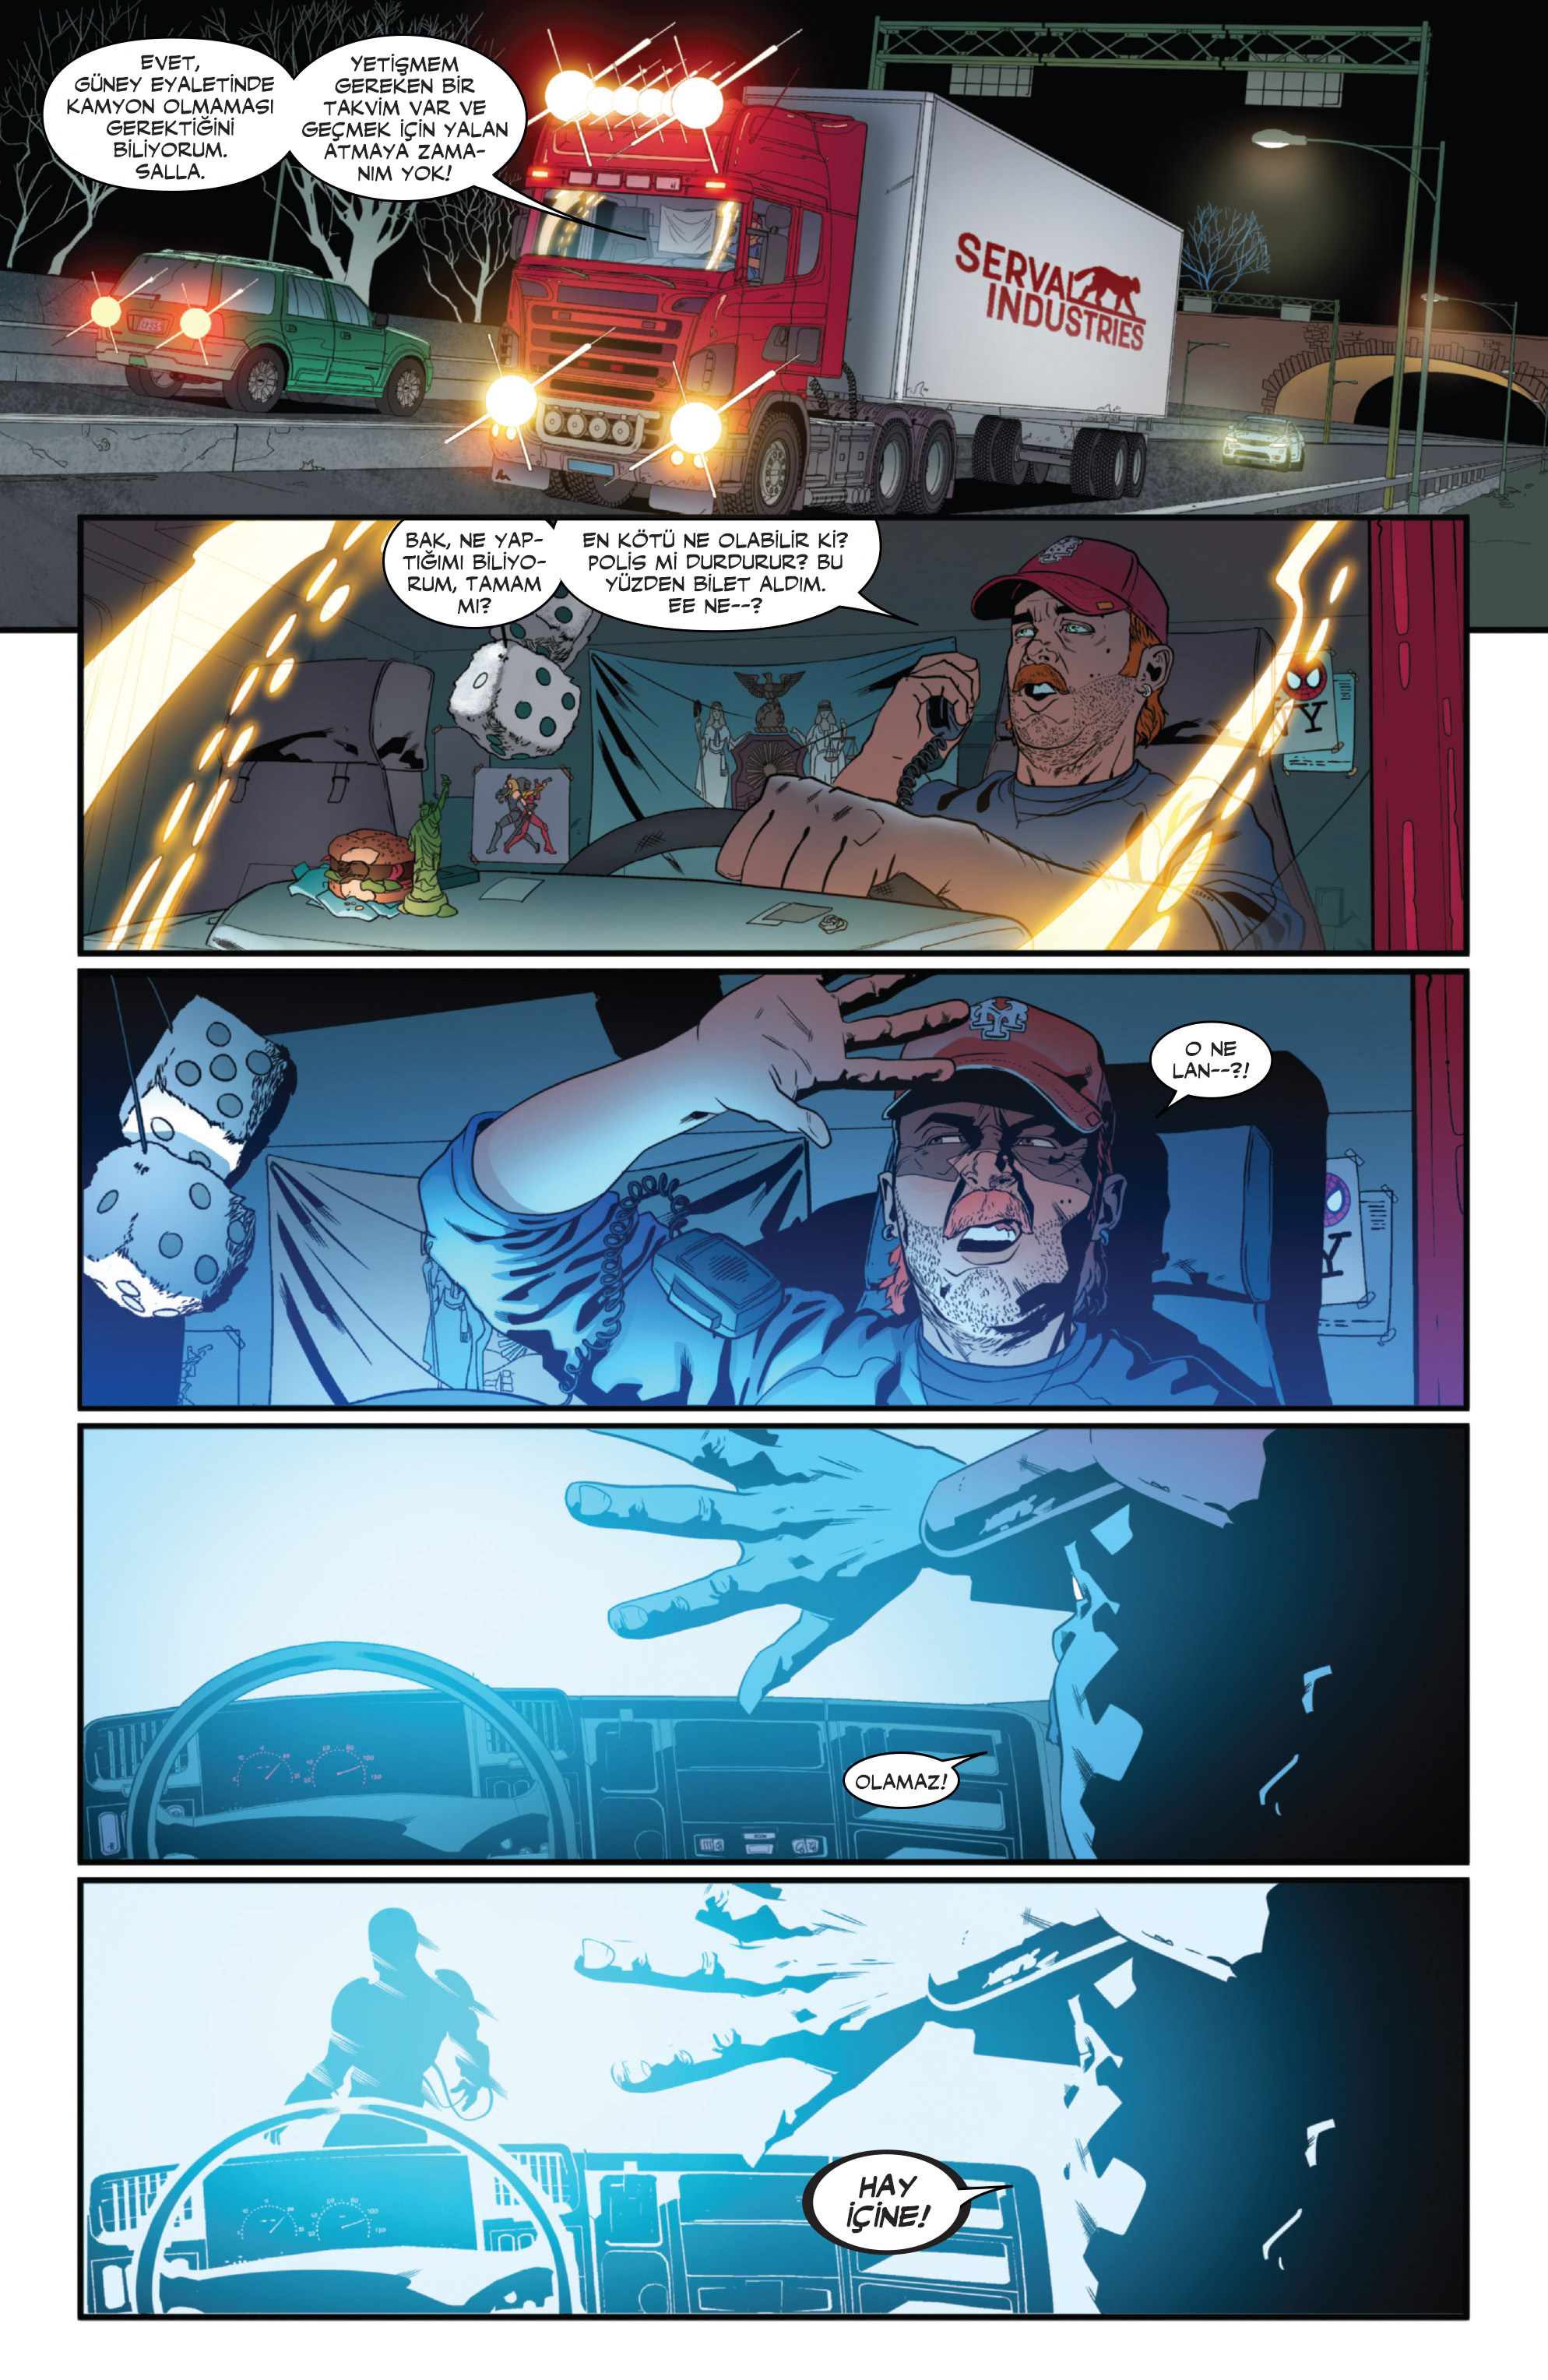 EVET,
GÜNEY EYALETİNDE
KAMYON OLMAMASI
GEREKTİĞİNİ
BİLİYORUM.
SALLA.
YETİŞMEM
GEREKEN BİR
TAKVİM VAR VE
GEÇMEK İÇİN YALAN
ATMAYA ZAMA-
NIM YOK!
SERVAL
INDUSTRIES
BAK, NE YAP-
TIĞIMI BİLİYO-
RUM, TAMAM
MI?
EN KÖTÜ NE OLABİLİR Kİ?
POLİS Mİ DURDURUR? BU
YÜZDEN BİLET ALDIM.
EE NE--?
TY
O NE
LAN--?!
Y
OLAMAZ!
HAY
İÇİNE!